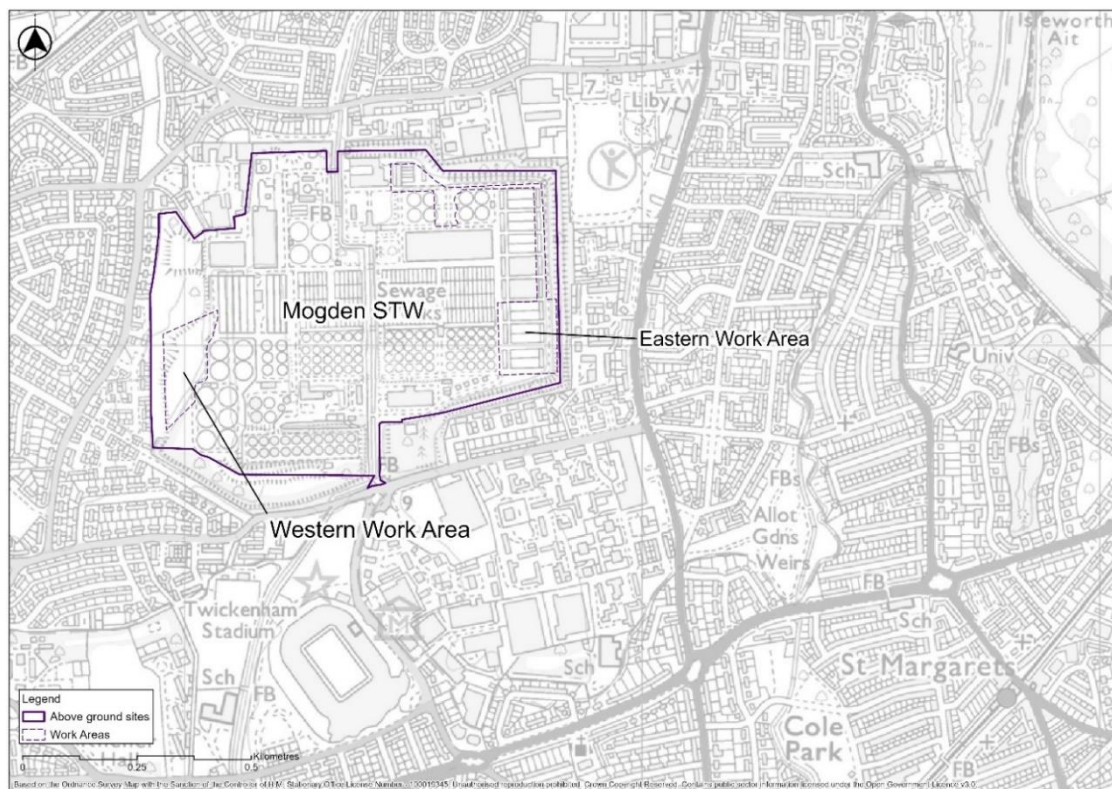 Isleworth
Ait
A3004
7
W
Liby
Sch
FB
Mogden STW
Sewage
Eastern Work Area
Univ
FBs
Western Work Area
FB
9
FBs
Allot
Gdns
Weirs
FB
Twickenham
Stadium
M
Sch
Sch
Sch
St Margarets
FB
Cole
Park
FB
Legend
Above ground sites
Work Areas
0
0.25
0.5
Kilometres